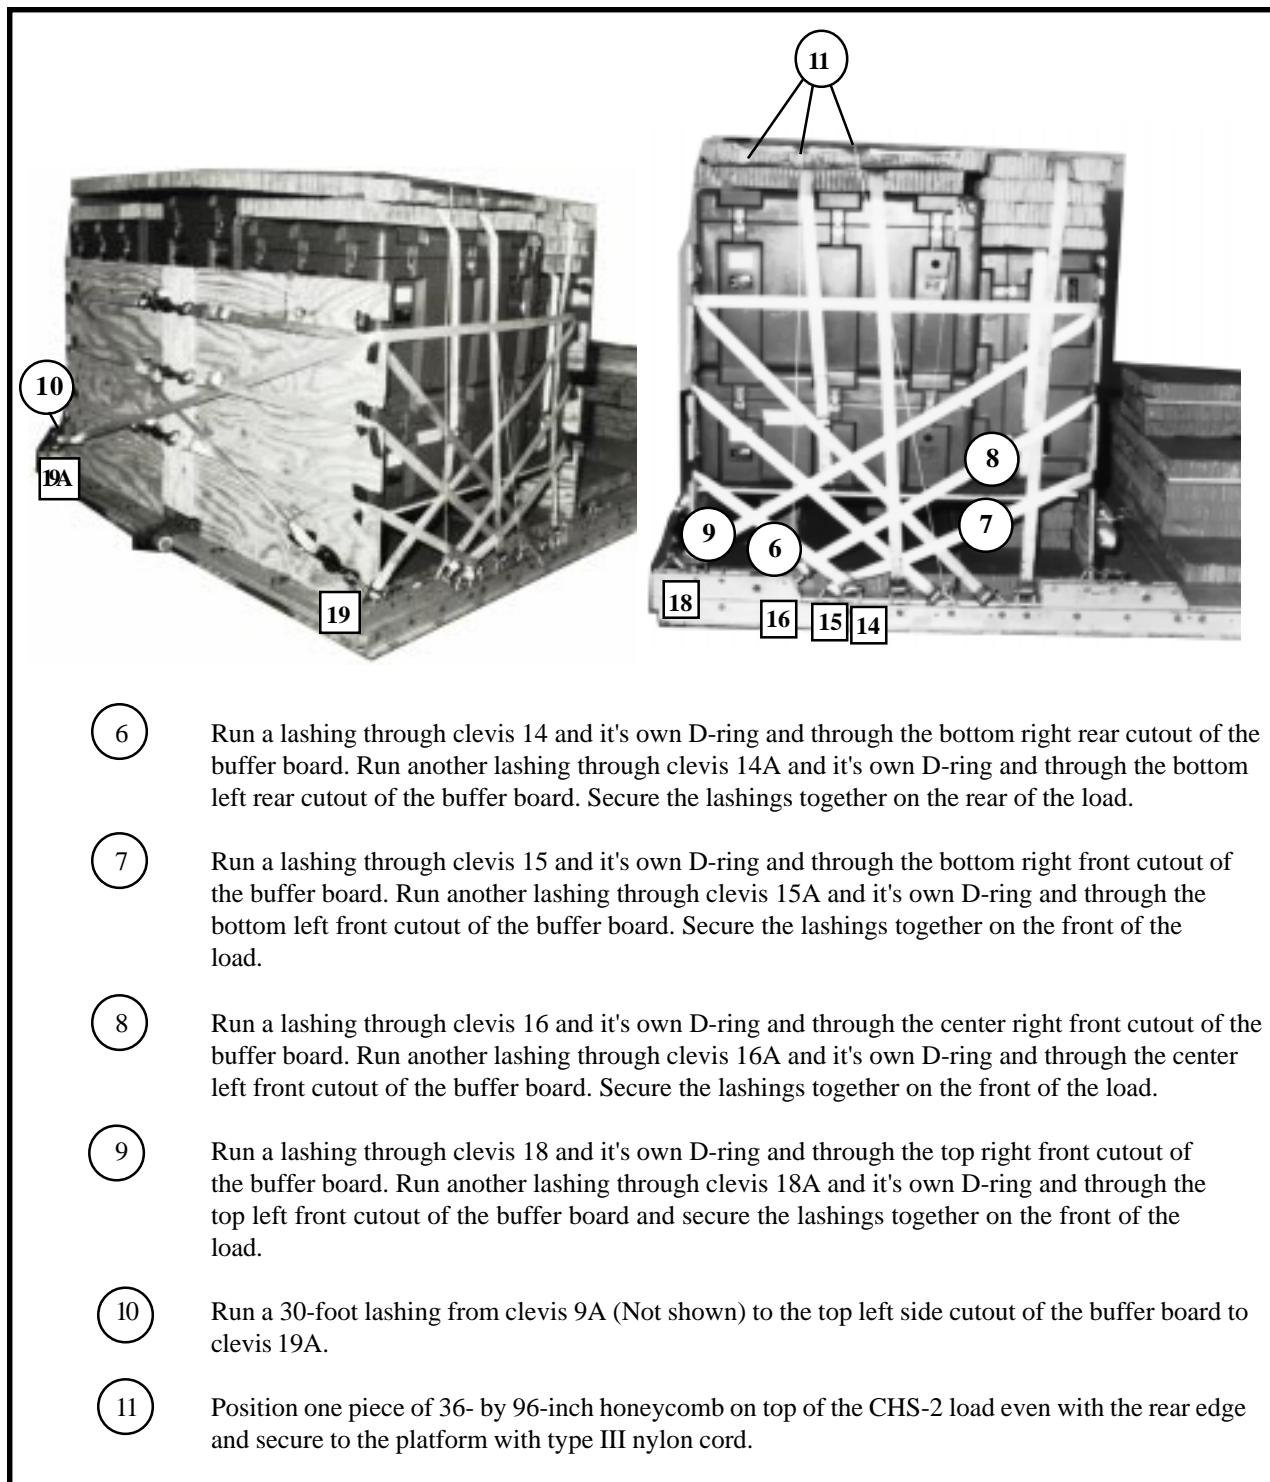 11
10
19A
19
8
7
9
6
18
16
15
14
6 Run a lashing through clevis 14 and it's own D-ring and through the bottom right rear cutout of the
buffer board. Run another lashing through clevis 14A and it's own D-ring and through the bottom
left rear cutout of the buffer board. Secure the lashings together on the rear of the load.
7 Run a lashing through clevis 15 and it's own D-ring and through the bottom right front cutout of
the buffer board. Run another lashing through clevis 15A and it's own D-ring and through the
bottom left front cutout of the buffer board. Secure the lashings together on the front of the
load.
8 Run a lashing through clevis 16 and it's own D-ring and through the center right front cutout of the
buffer board. Run another lashing through clevis 16A and it's own D-ring and through the center
left front cutout of the buffer board. Secure the lashings together on the front of the load.
9 Run a lashing through clevis 18 and it's own D-ring and through the top right front cutout of
the buffer board. Run another lashing through clevis 18A and it's own D-ring and through the
top left front cutout of the buffer board and secure the lashings together on the front of the
load.
10 Run a 30-foot lashing from clevis 9A (Not shown) to the top left side cutout of the buffer board to
clevis 19A.
11 Position one piece of 36- by 96-inch honeycomb on top of the CHS-2 load even with the rear edge
and secure to the platform with type III nylon cord.